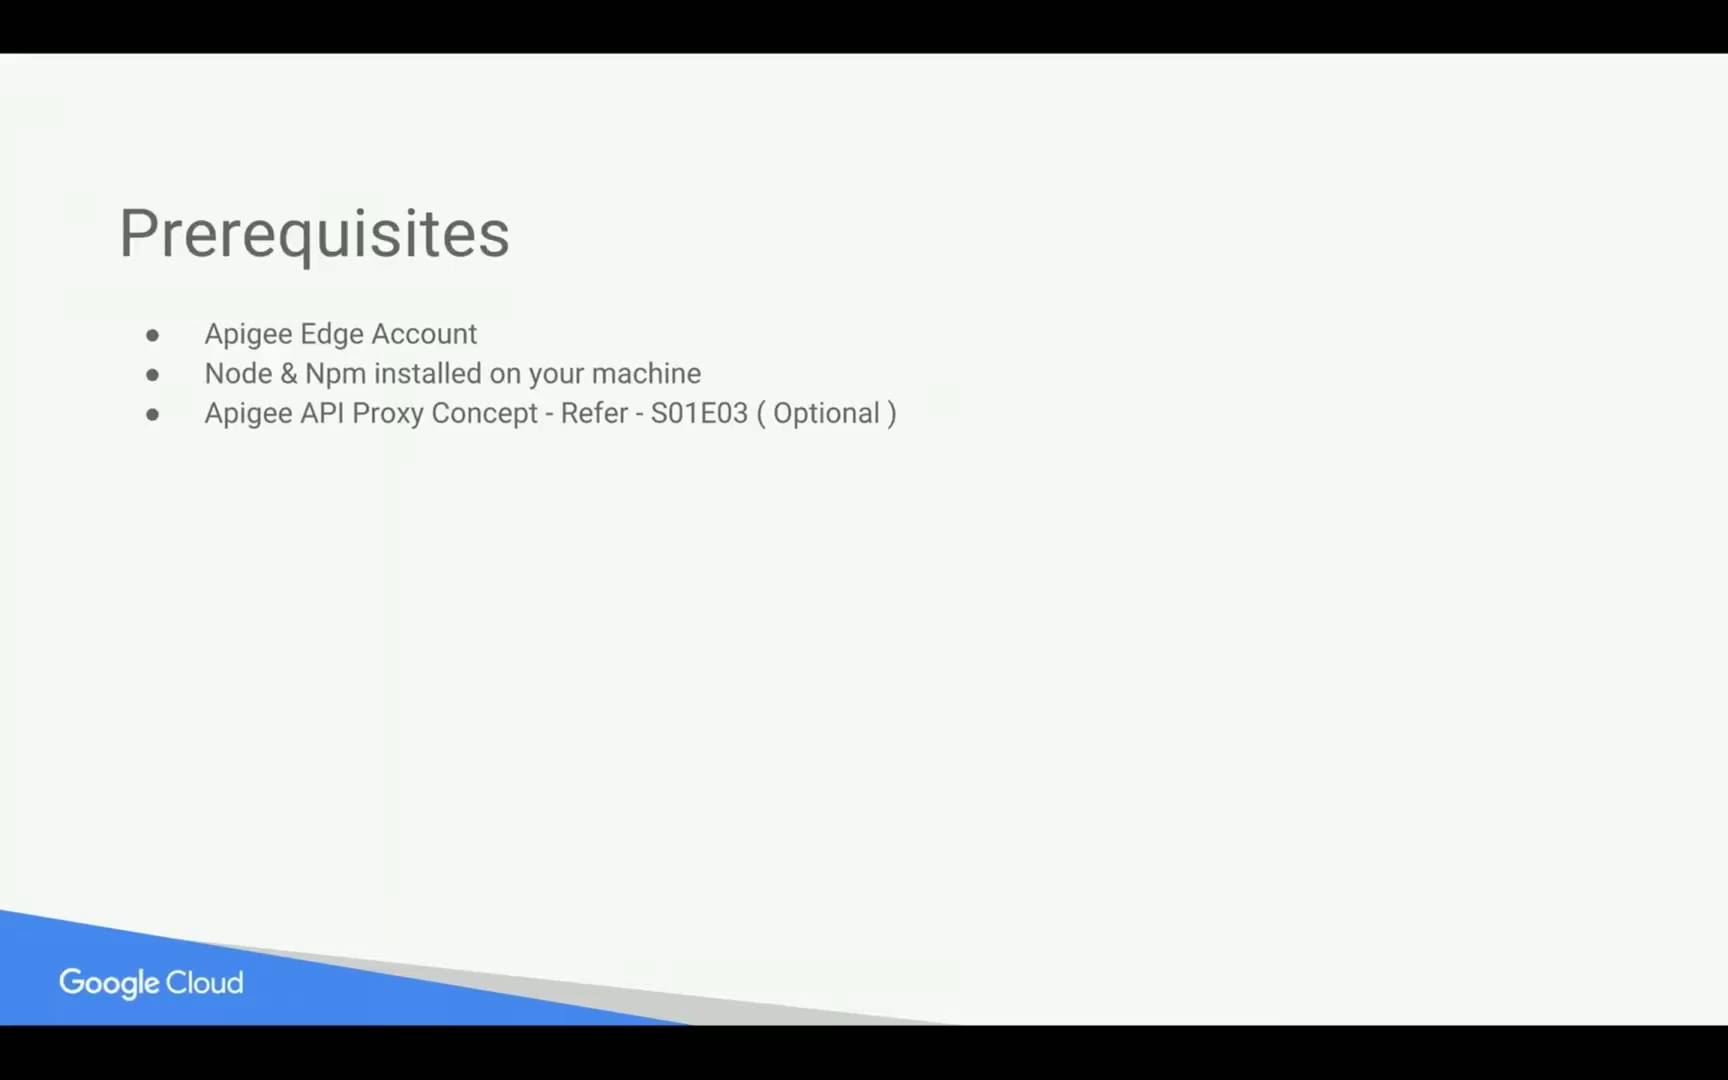 Prerequisites
● Apigee Edge Account
● Node & Npm installed on your machine
● Apigee API Proxy Concept - Refer - S01E03 ( Optional )
Google Cloud